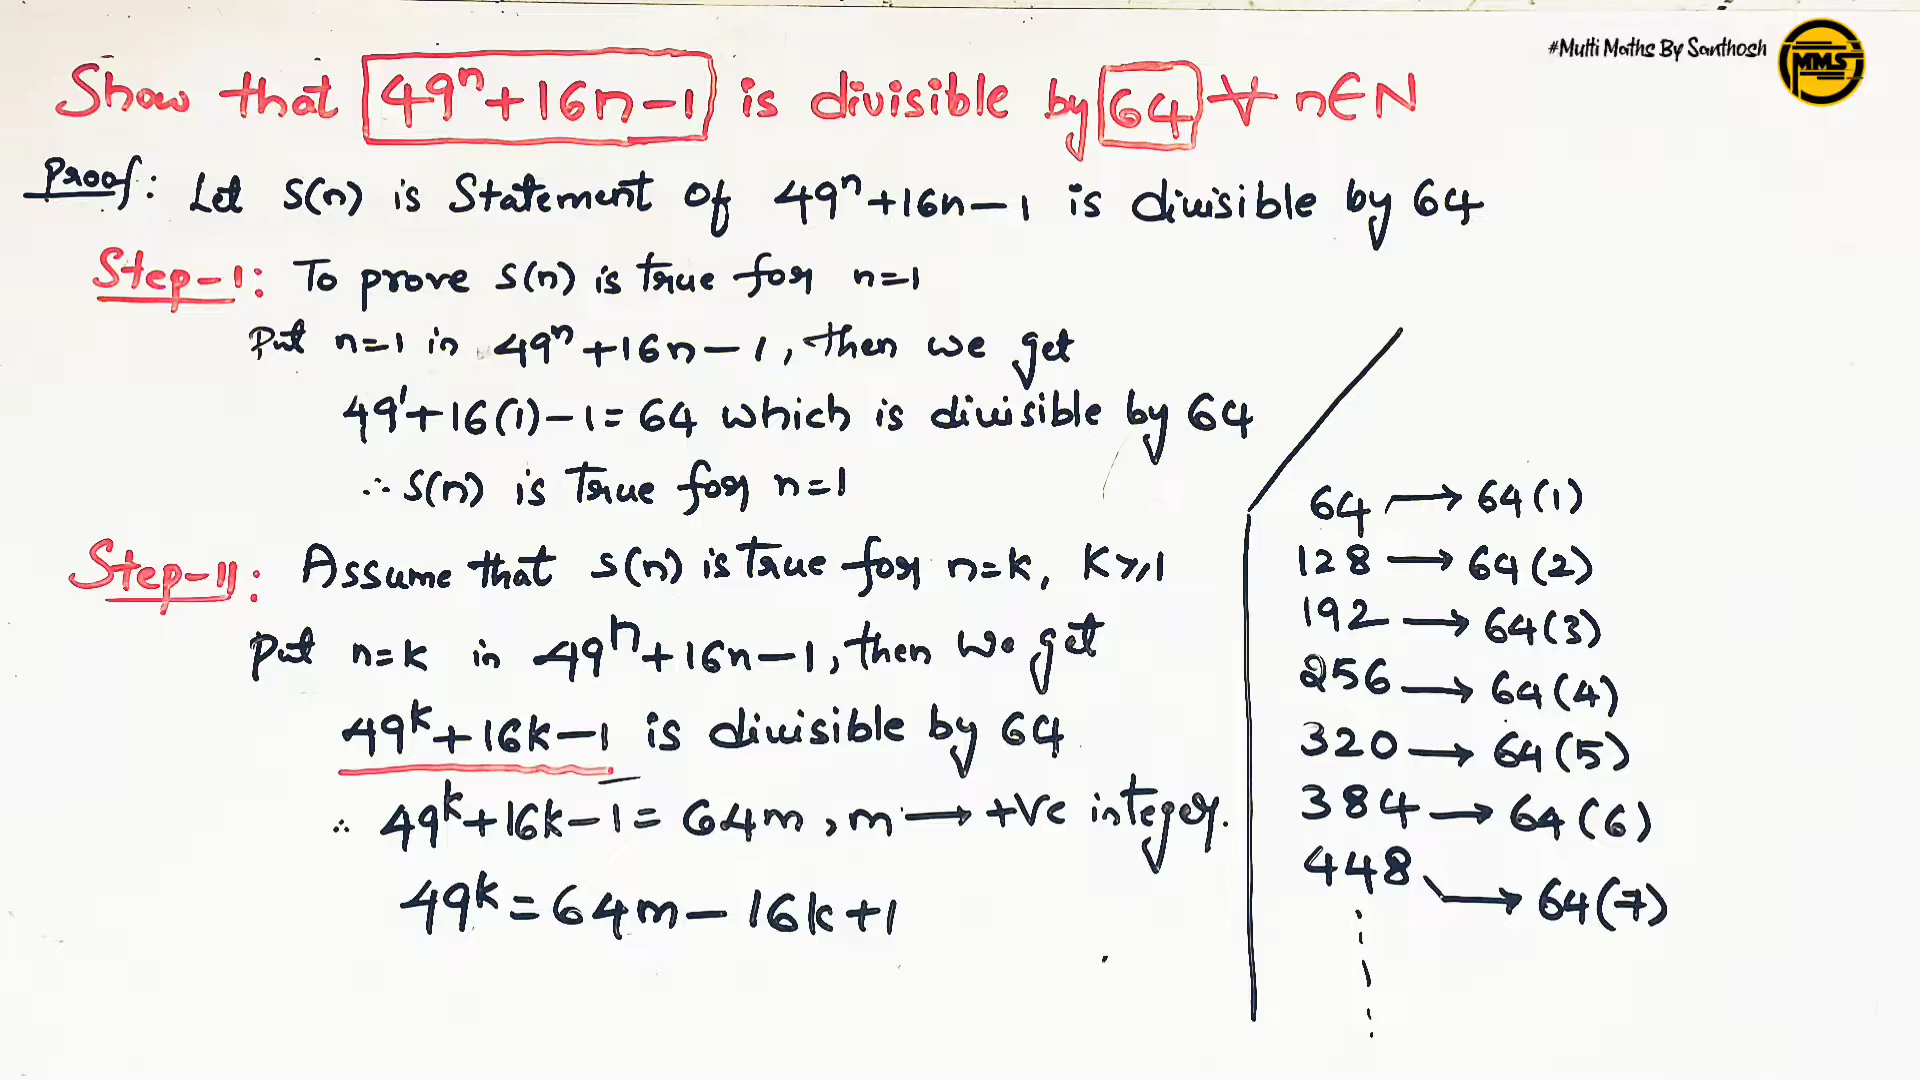 #Mutti Maths By Santhosh
MMS
Show that 49ⁿ+16n-1 is divisible by 64 ∀ n∈N
Proof: Let S(n) is Statement of 49ⁿ+16n-1 is divisible by 64
Step-I: To prove S(n) is true for n=1
Put n=1 in 49ⁿ+16n-1, then we get
49¹+16(1)-1=64 which is divisible by 64
∴ S(n) is true for n=1
Step-II: Assume that S(n) is true for n=k, K≥1
Put n=k in 49ⁿ+16n-1, then we get
49ᵏ+16k-1 is divisible by 64
∴ 49ᵏ+16k-1=64m, m→+ve integer.
49ᵏ=64m-16k+1
64→64(1)
128→64(2)
192→64(3)
256→64(4)
320→64(5)
384→64(6)
448→64(7)